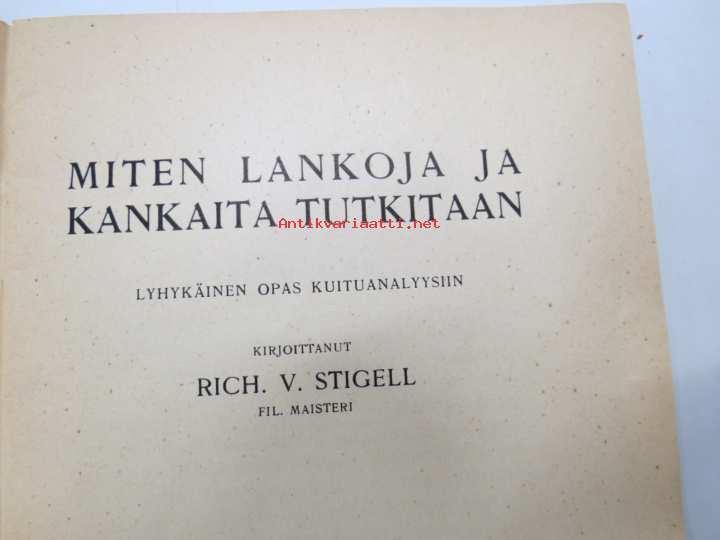 MITEN LANKOJA JA
KANKAITA TUTKITAAN
Antikvariaatti.net
LYHYKÄINEN OPAS KUITUANALYYSIIN
KIRJOITTANUT
RICH. V. STIGELL
FIL. MAISTERI